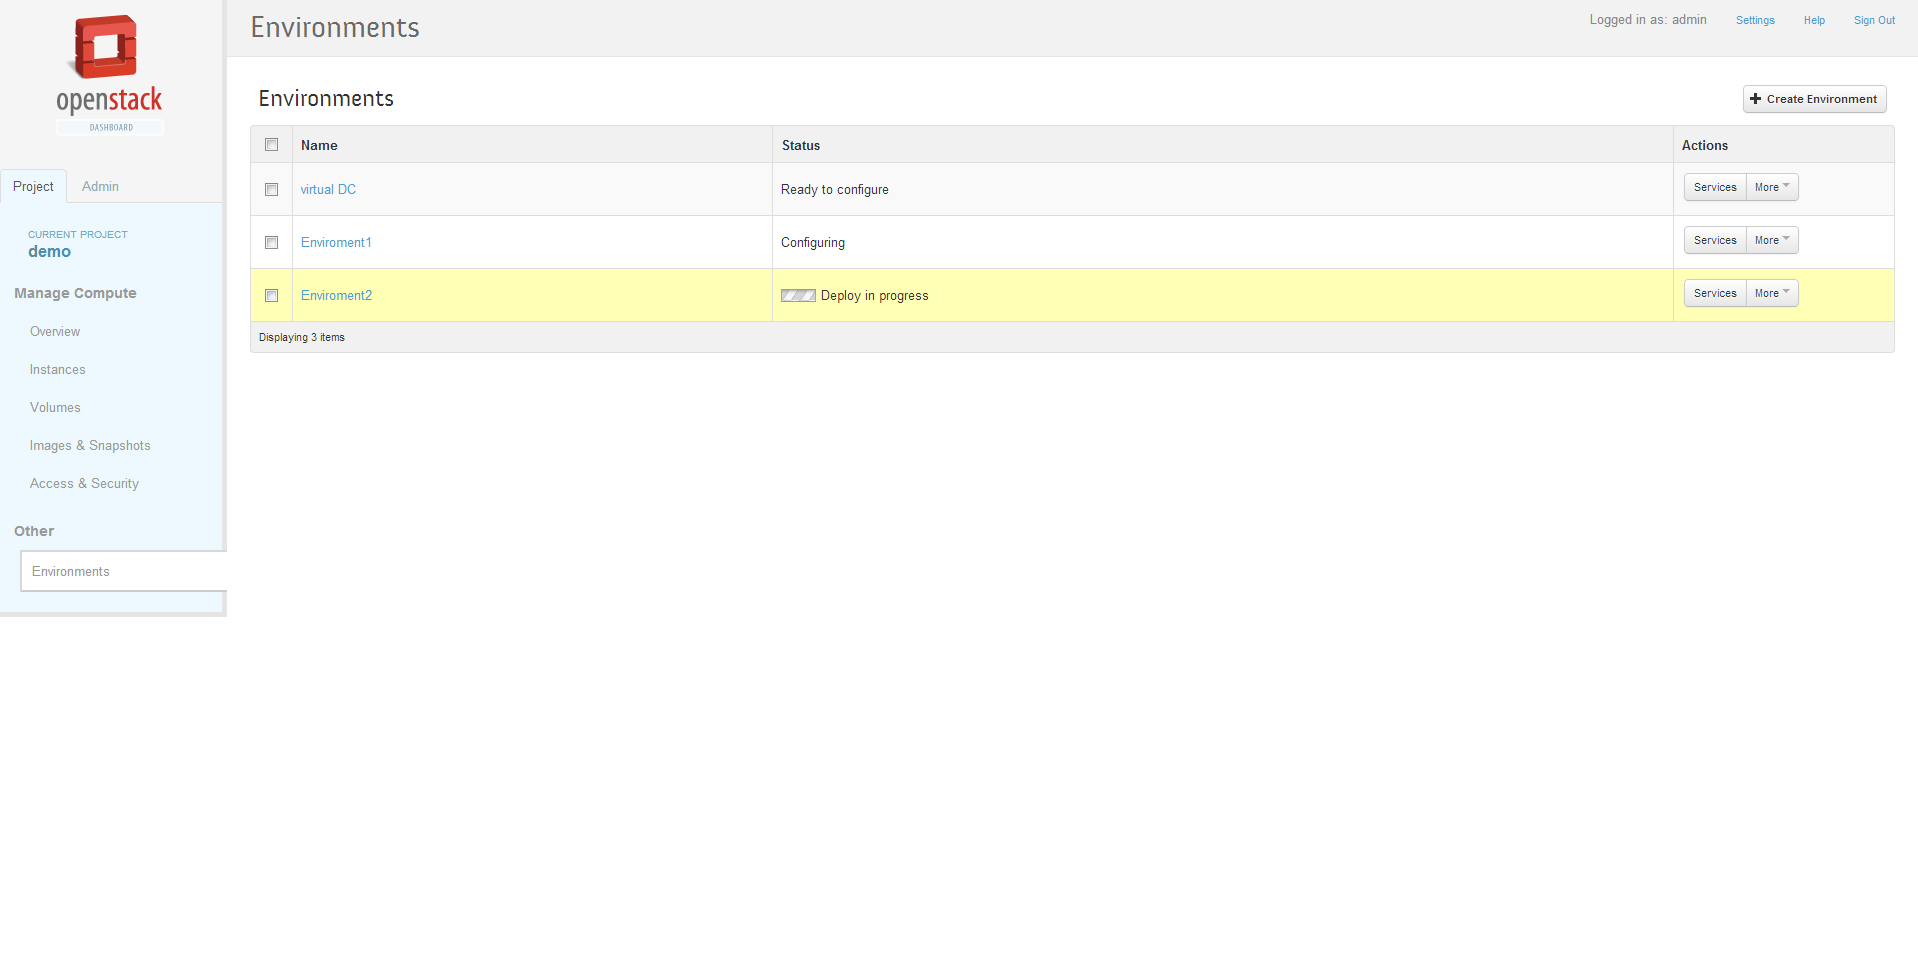 openstack
DASHBOARD
Project Admin
CURRENT PROJECT
demo
Manage Compute
Overview
Instances
Volumes
Images & Snapshots
Access & Security
Other
Environments
Environments
Logged in as: admin Settings Help Sign Out
Environments
Create Environment
Name Status Actions
virtual DC Ready to configure Services More
Enviroment1 Configuring Services More
Enviroment2 Deploy in progress Services More
Displaying 3 items